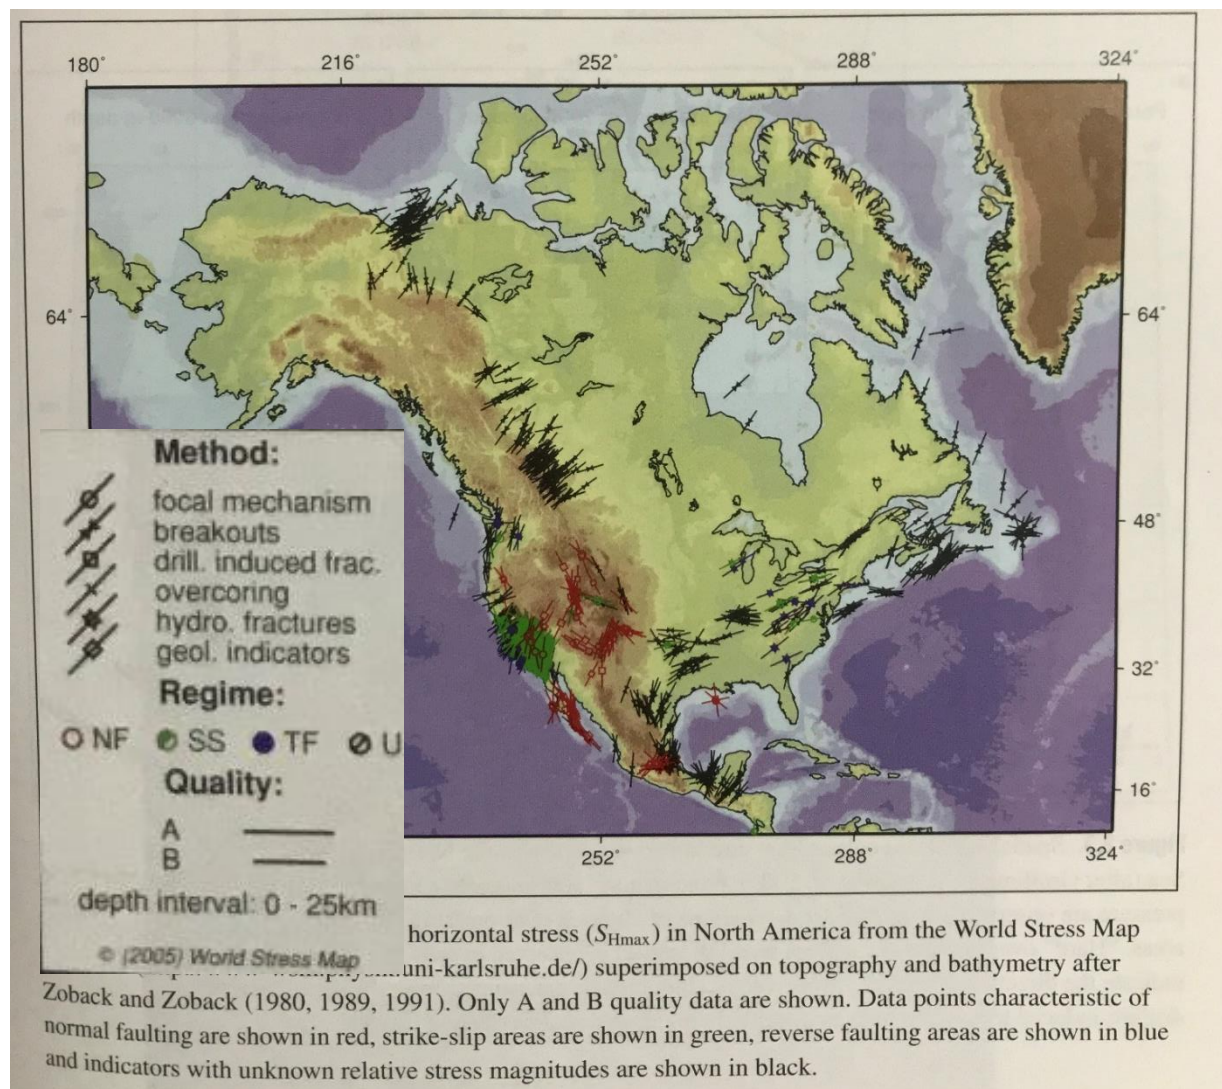 180° 216° 252° 288° 324°
64° 64°
48°
32°
16°
252° 288° 324°
Method:
focal mechanism
breakouts
drill. induced frac.
overcoring
hydro. fractures
geol. indicators
Regime:
NF SS TF U
Quality:
A
B
depth interval: 0 - 25km
© (2005) World Stress Map
horizontal stress (SHmax) in North America from the World Stress Map
uni-karlsruhe.de/) superimposed on topography and bathymetry after
Zoback and Zoback (1980, 1989, 1991). Only A and B quality data are shown. Data points characteristic of
normal faulting are shown in red, strike-slip areas are shown in green, reverse faulting areas are shown in blue
and indicators with unknown relative stress magnitudes are shown in black.